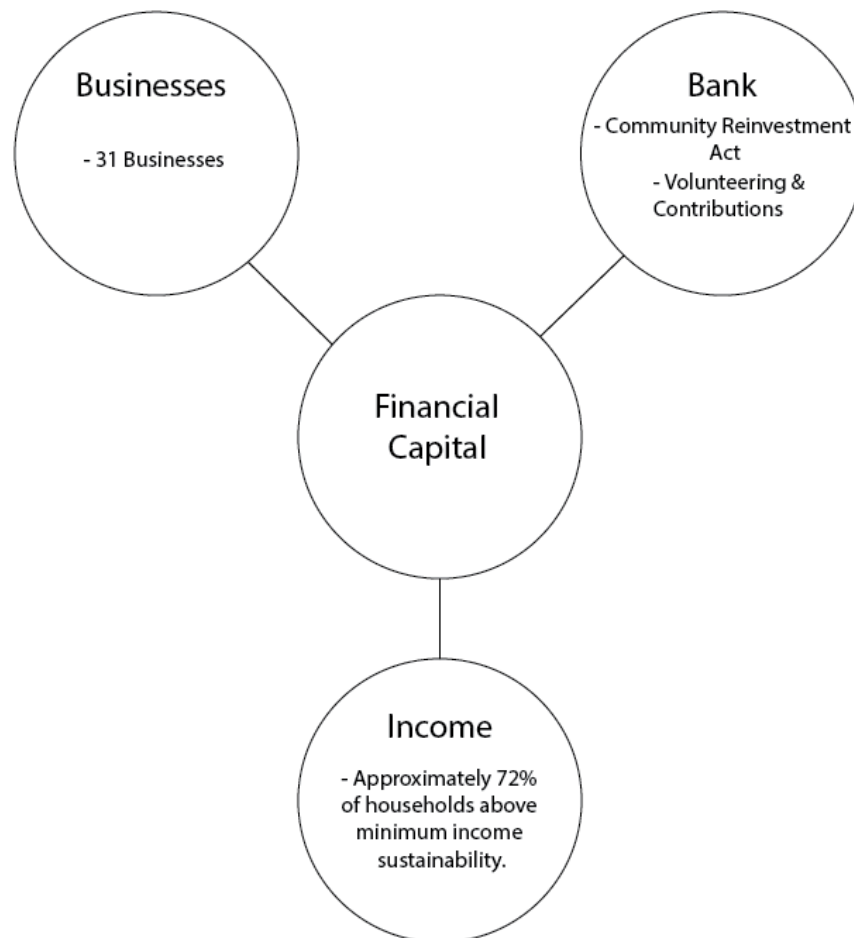 Businesses
- 31 Businesses
Bank
- Community Reinvestment
Act
- Volunteering &
Contributions
Financial
Capital
Income
- Approximately 72%
of households above
minimum income
sustainability.